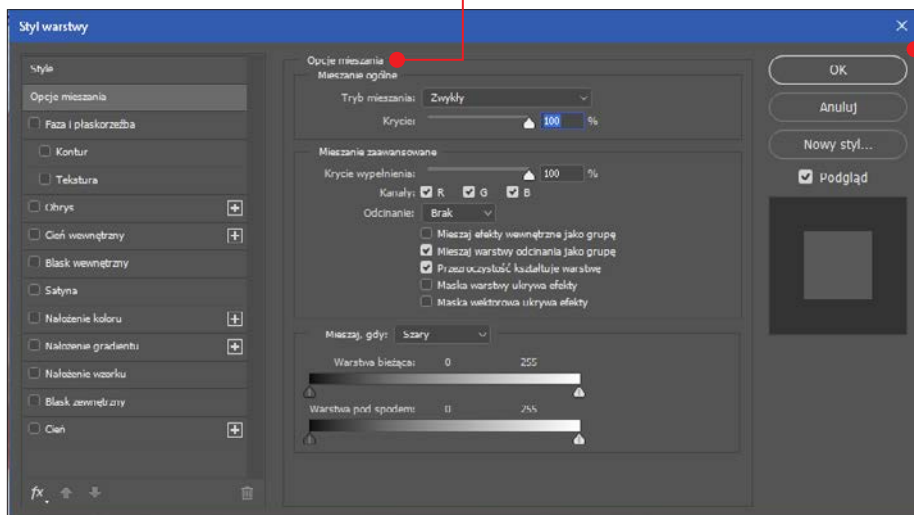 Styl warstwy
Style
Opcje mieszania
Faza i płaskorzeźba
Kontur
Tekstura
Obrys
Cień wewnętrzny
Blask wewnętrzny
Satyna
Nałożenie koloru
Nałożenie gradientu
Nałożenie wzorku
Blask zewnętrzny
Cień
fx
Opcje mieszania
Mieszanie ogólne
Tryb mieszania: Zwykły
Krycie: 100 %
Mieszanie zaawansowane
Krycie wypełnienia: 100 %
Kanały: R G B
Odcinanie: Brak
Mieszaj efekty wewnętrzne jako grupę
Mieszaj warstwy odcinania jako grupę
Przezroczystość kształtuje warstwę
Maska warstwy ukrywa efekty
Maska wektorowa ukrywa efekty
Mieszaj, gdy: Szary
Warstwa bieżąca: 0 255
Warstwa pod spodem: 0 255
OK
Anuluj
Nowy styl...
Podgląd